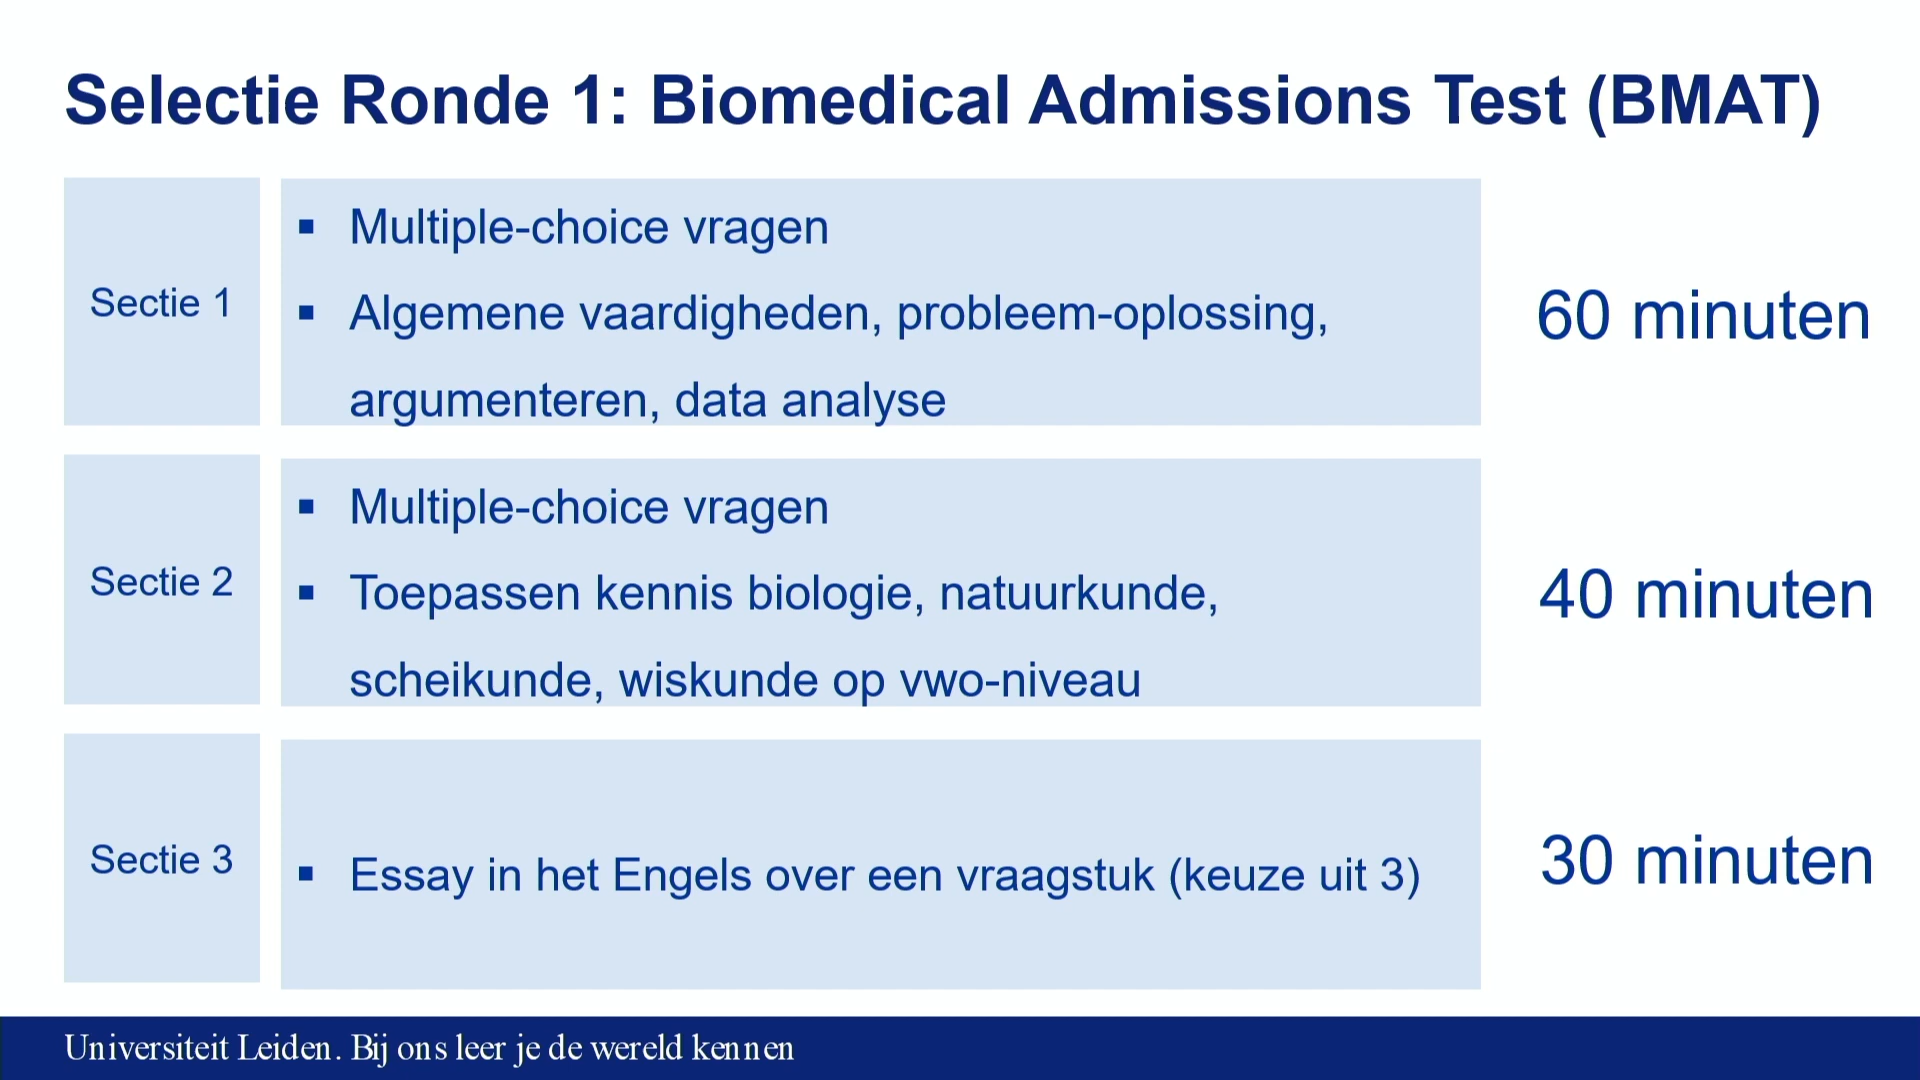 Selectie Ronde 1: Biomedical Admissions Test (BMAT)
Sectie 1
▪ Multiple-choice vragen
▪ Algemene vaardigheden, probleem-oplossing,
argumenteren, data analyse
60 minuten
Sectie 2
▪ Multiple-choice vragen
▪ Toepassen kennis biologie, natuurkunde,
scheikunde, wiskunde op vwo-niveau
40 minuten
Sectie 3
▪ Essay in het Engels over een vraagstuk (keuze uit 3)
30 minuten
Universiteit Leiden. Bij ons leer je de wereld kennen